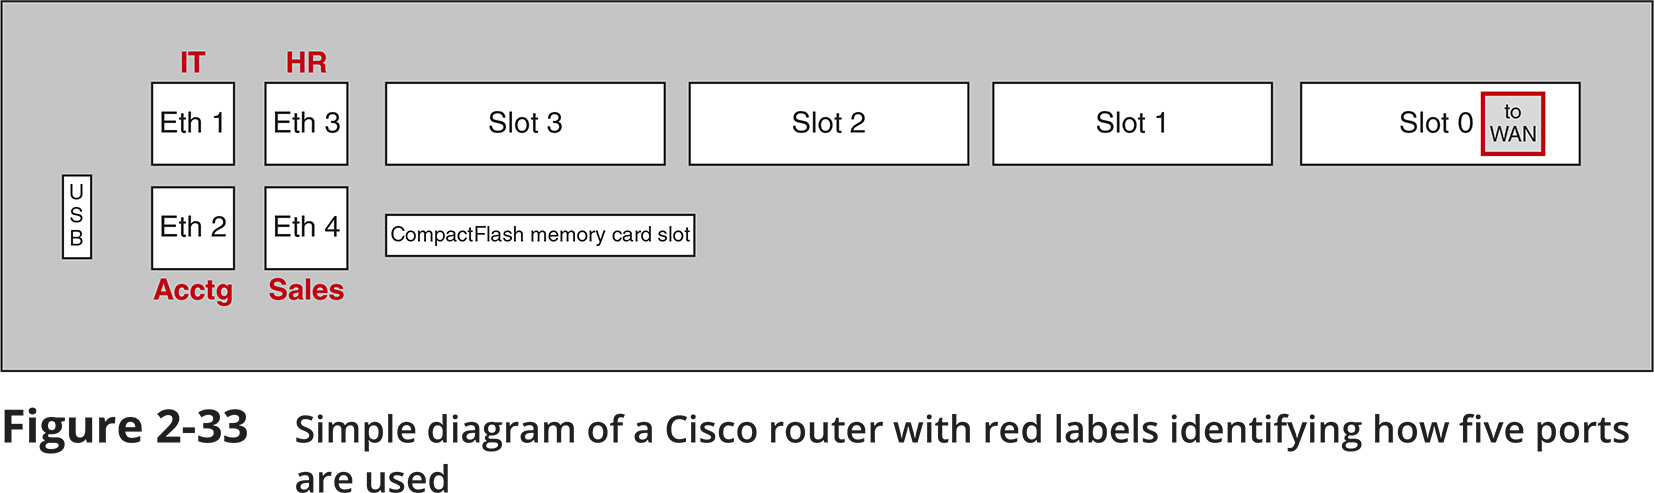 IT
HR
Eth 1
Eth 3
Slot 3
Slot 2
Slot 1
Slot 0
to
WAN
USB
Eth 2
Eth 4
CompactFlash memory card slot
Acctg
Sales
Figure 2-33 Simple diagram of a Cisco router with red labels identifying how five ports
are used